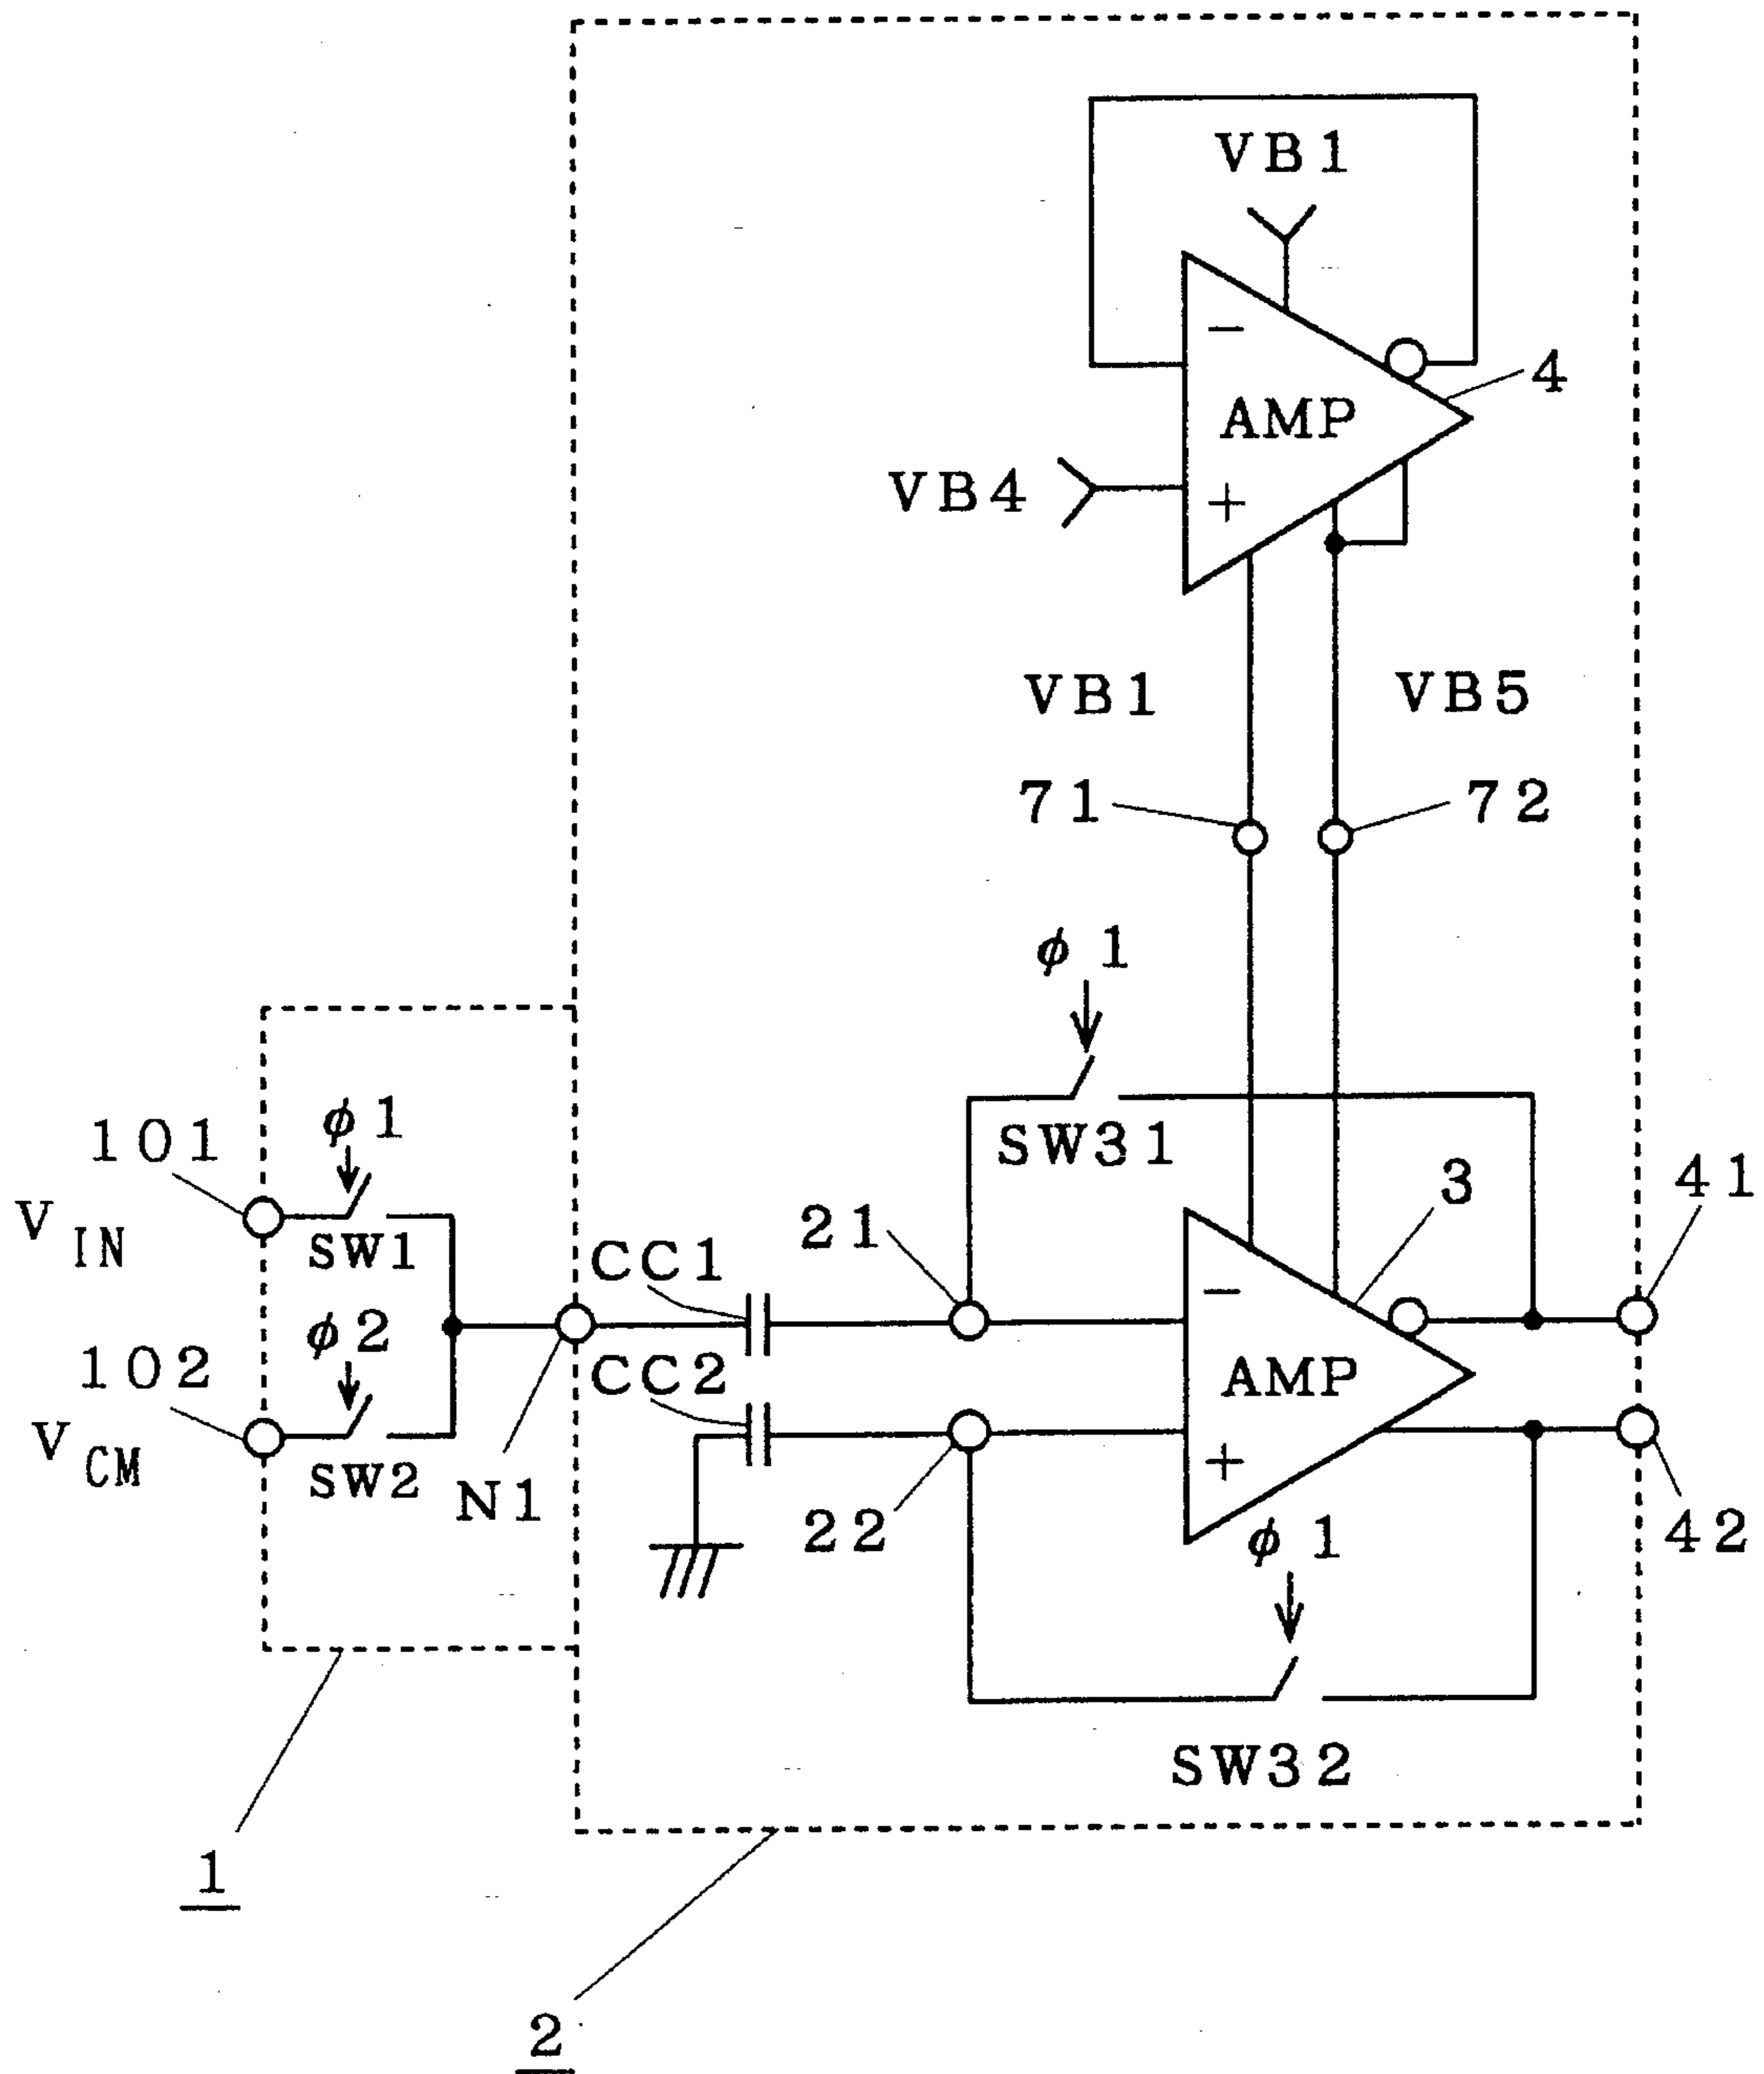 VB1
−
4
AMP
VB4
+
VB1
VB5
71
72
φ1
SW31
φ1
101
V IN
SW1
3
41
21
CC1
−
φ2
102
CC2
AMP
V CM
SW2
N1
22
+
42
φ1
SW32
1
2